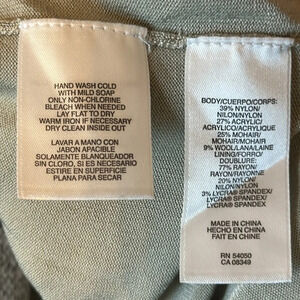 HAND WASH COLD
WITH MILD SOAP
ONLY NON-CHLORINE
BLEACH WHEN NEEDED
LAY FLAT TO DRY
WARM IRON IF NECESSARY
DRY CLEAN INSIDE OUT
LAVAR A MANO CON
JABON APACIBLE
SOLAMENTE BLANQUEADOR
SIN CLORO, SI ES NECESARIO
ESTIRE EN SUPERFICIE
PLANA PARA SECAR
BODY/CUERPO/CORPS:
39% NYLON/
NILON/NYLON
27% ACRYLIC/
ACRILICO/ACRYLIQUE
25% MOHAIR/
MOHAIR/MOHAIR
9% WOOL/LANA/LAINE
LINING/FORRO/
DOUBLURE:
77% RAYON/
RAYON/RAYONNE
20% NYLON/
NILON/NYLON
3% LYCRA® SPANDEX/
LYCRA® SPANDEX/
LYCRA® SPANDEX
MADE IN CHINA
HECHO EN CHINA
FAIT EN CHINE
RN 54050
CA 08349